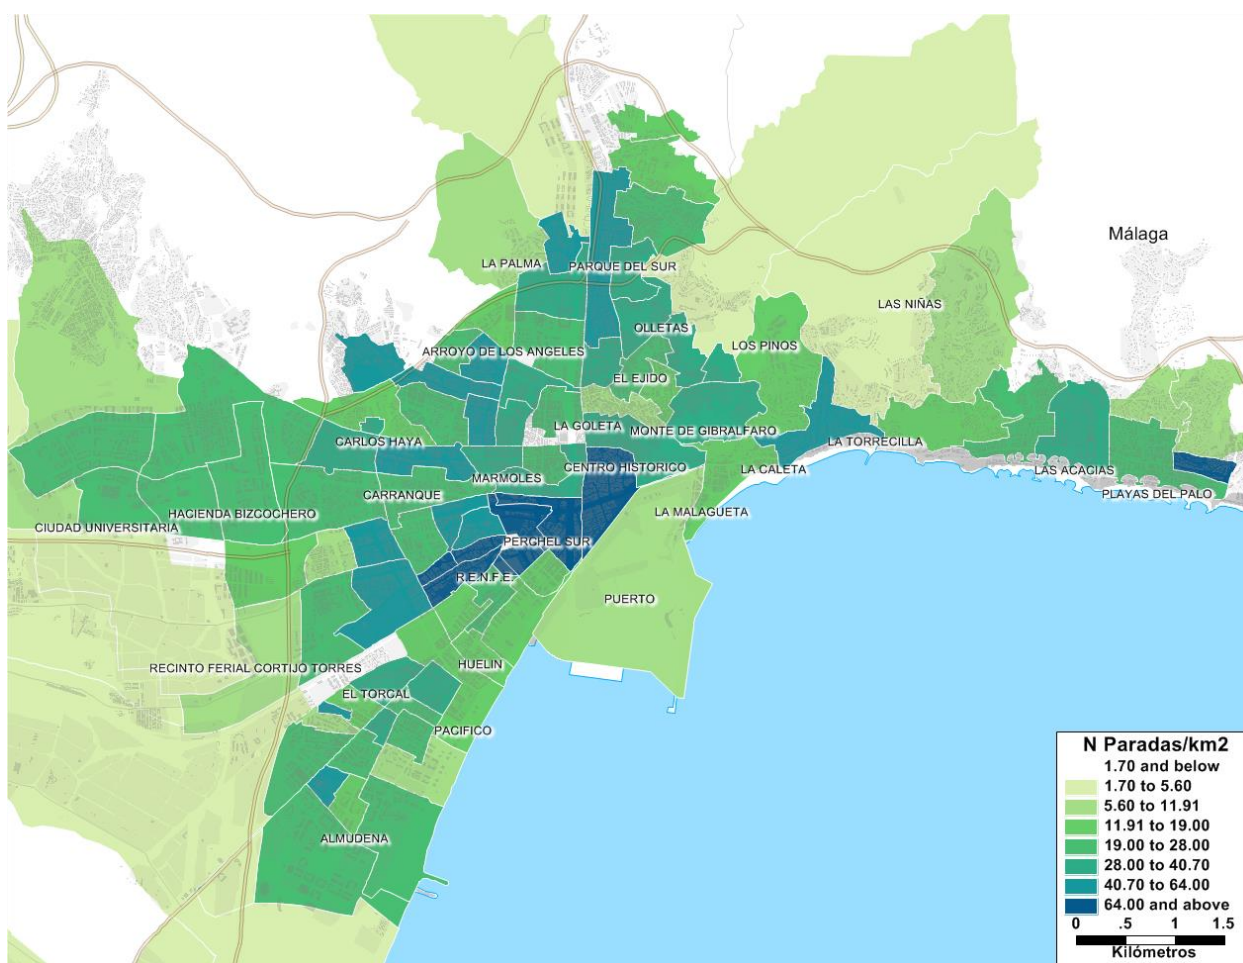 Málaga
LA PALMA
PARQUE DEL SUR
LAS NIÑAS
OLLETAS
LOS PINOS
ARROYO DE LOS ANGELES
EL EJIDO
LA GOLETA
MONTE DE GIBRALFARO
CARLOS HAYA
LA TORRECILLA
CENTRO HISTORICO
LA CALETA
LAS ACACIAS
MARMOLES
CARRANQUE
PLAYAS DEL PALO
HACIENDA BIZCOCHERO
LA MALAGUETA
CIUDAD UNIVERSITARIA
PERCHEL SUR
R.E.N.F.E.
PUERTO
RECINTO FERIAL CORTIJO TORRES
HUELIN
EL TORCAL
PACIFICO
ALMUDENA
N Paradas/km2
1.70 and below
1.70 to 5.60
5.60 to 11.91
11.91 to 19.00
19.00 to 28.00
28.00 to 40.70
40.70 to 64.00
64.00 and above
0 .5 1 1.5
Kilómetros